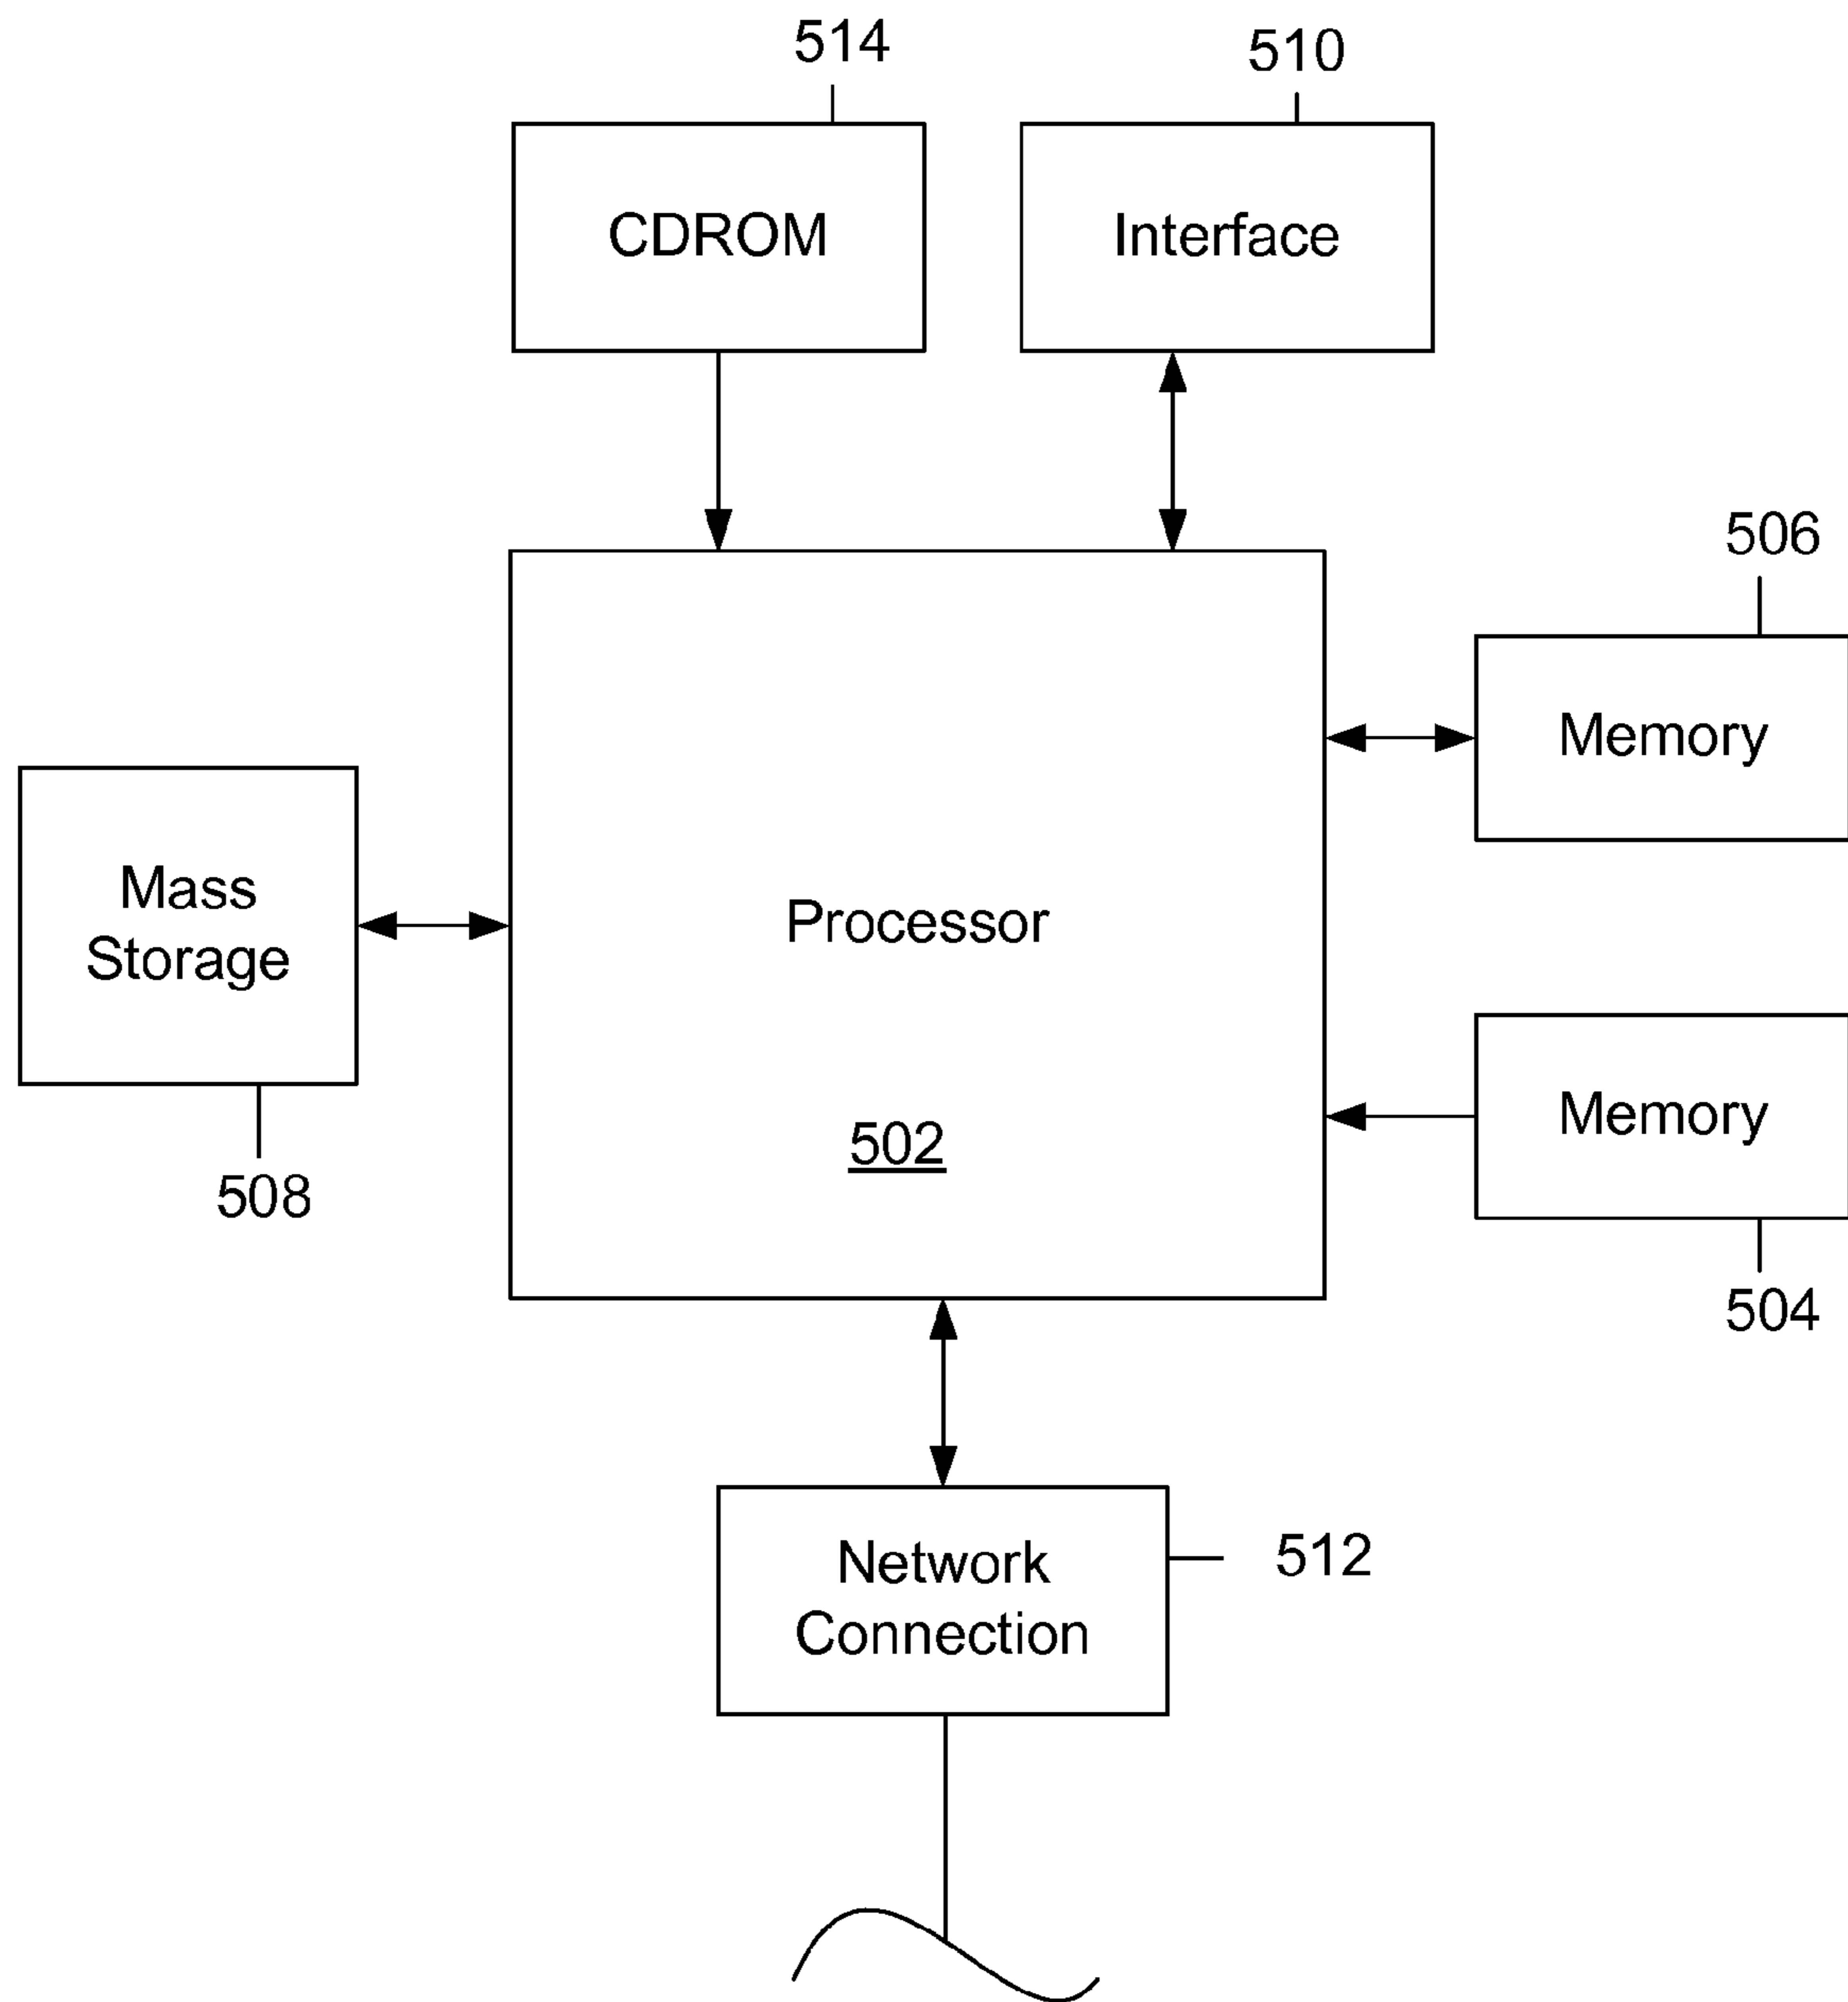 514
510
CDROM
Interface
506
Memory
Mass
Storage
Processor
Memory
502
508
504
Network
Connection
512